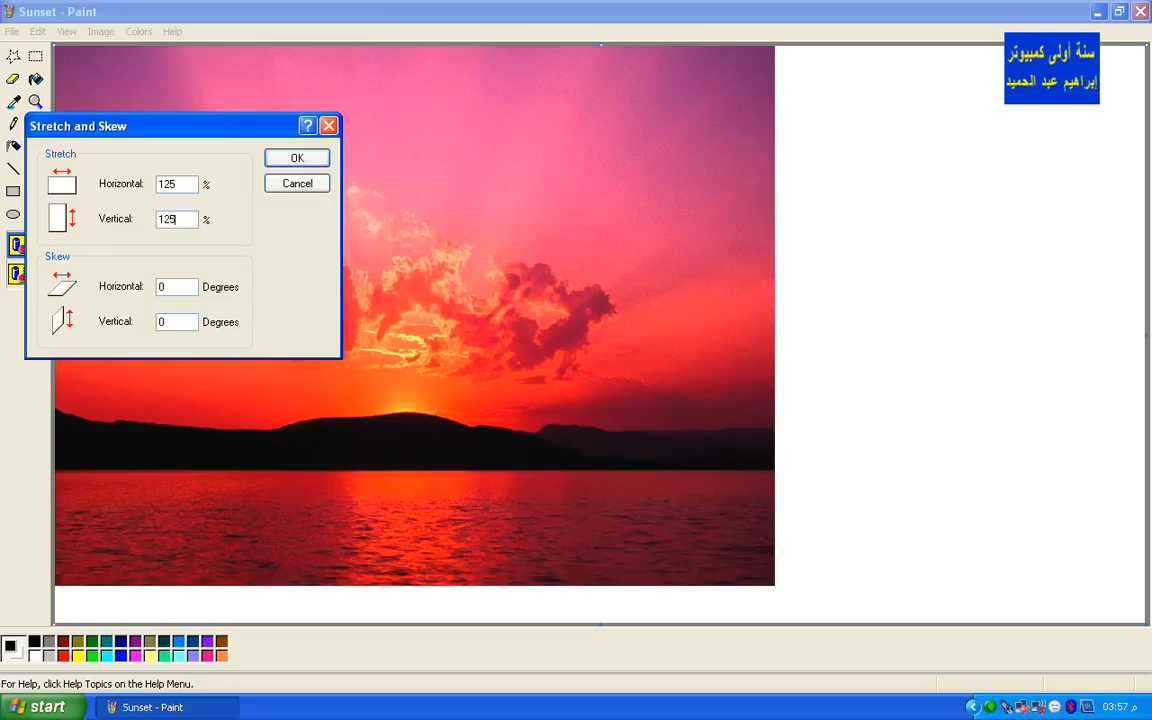 Sunset - Paint
File Edit View Image Colors Help
سنة أولى كمبيوتر
إبراهيم عبد الحميد
Stretch and Skew
Stretch
OK
Horizontal: 125 %
Cancel
Vertical: 125 %
Skew
Horizontal: 0 Degrees
Vertical: 0 Degrees
For Help, click Help Topics on the Help Menu.
start
Sunset - Paint
03:57 م